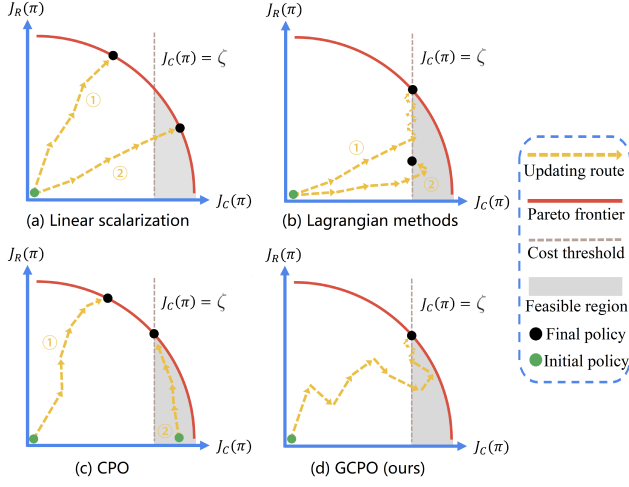 J_R(π)
J_C(π) = ζ
①
②
J_C(π)
(a) Linear scalarization
J_R(π)
J_C(π) = ζ
①
②
J_C(π)
(b) Lagrangian methods
J_R(π)
J_C(π) = ζ
①
②
J_C(π)
(c) CPO
J_R(π)
J_C(π) = ζ
J_C(π)
(d) GCPO (ours)
Updating route
Pareto frontier
Cost threshold
Feasible region
Final policy
Initial policy